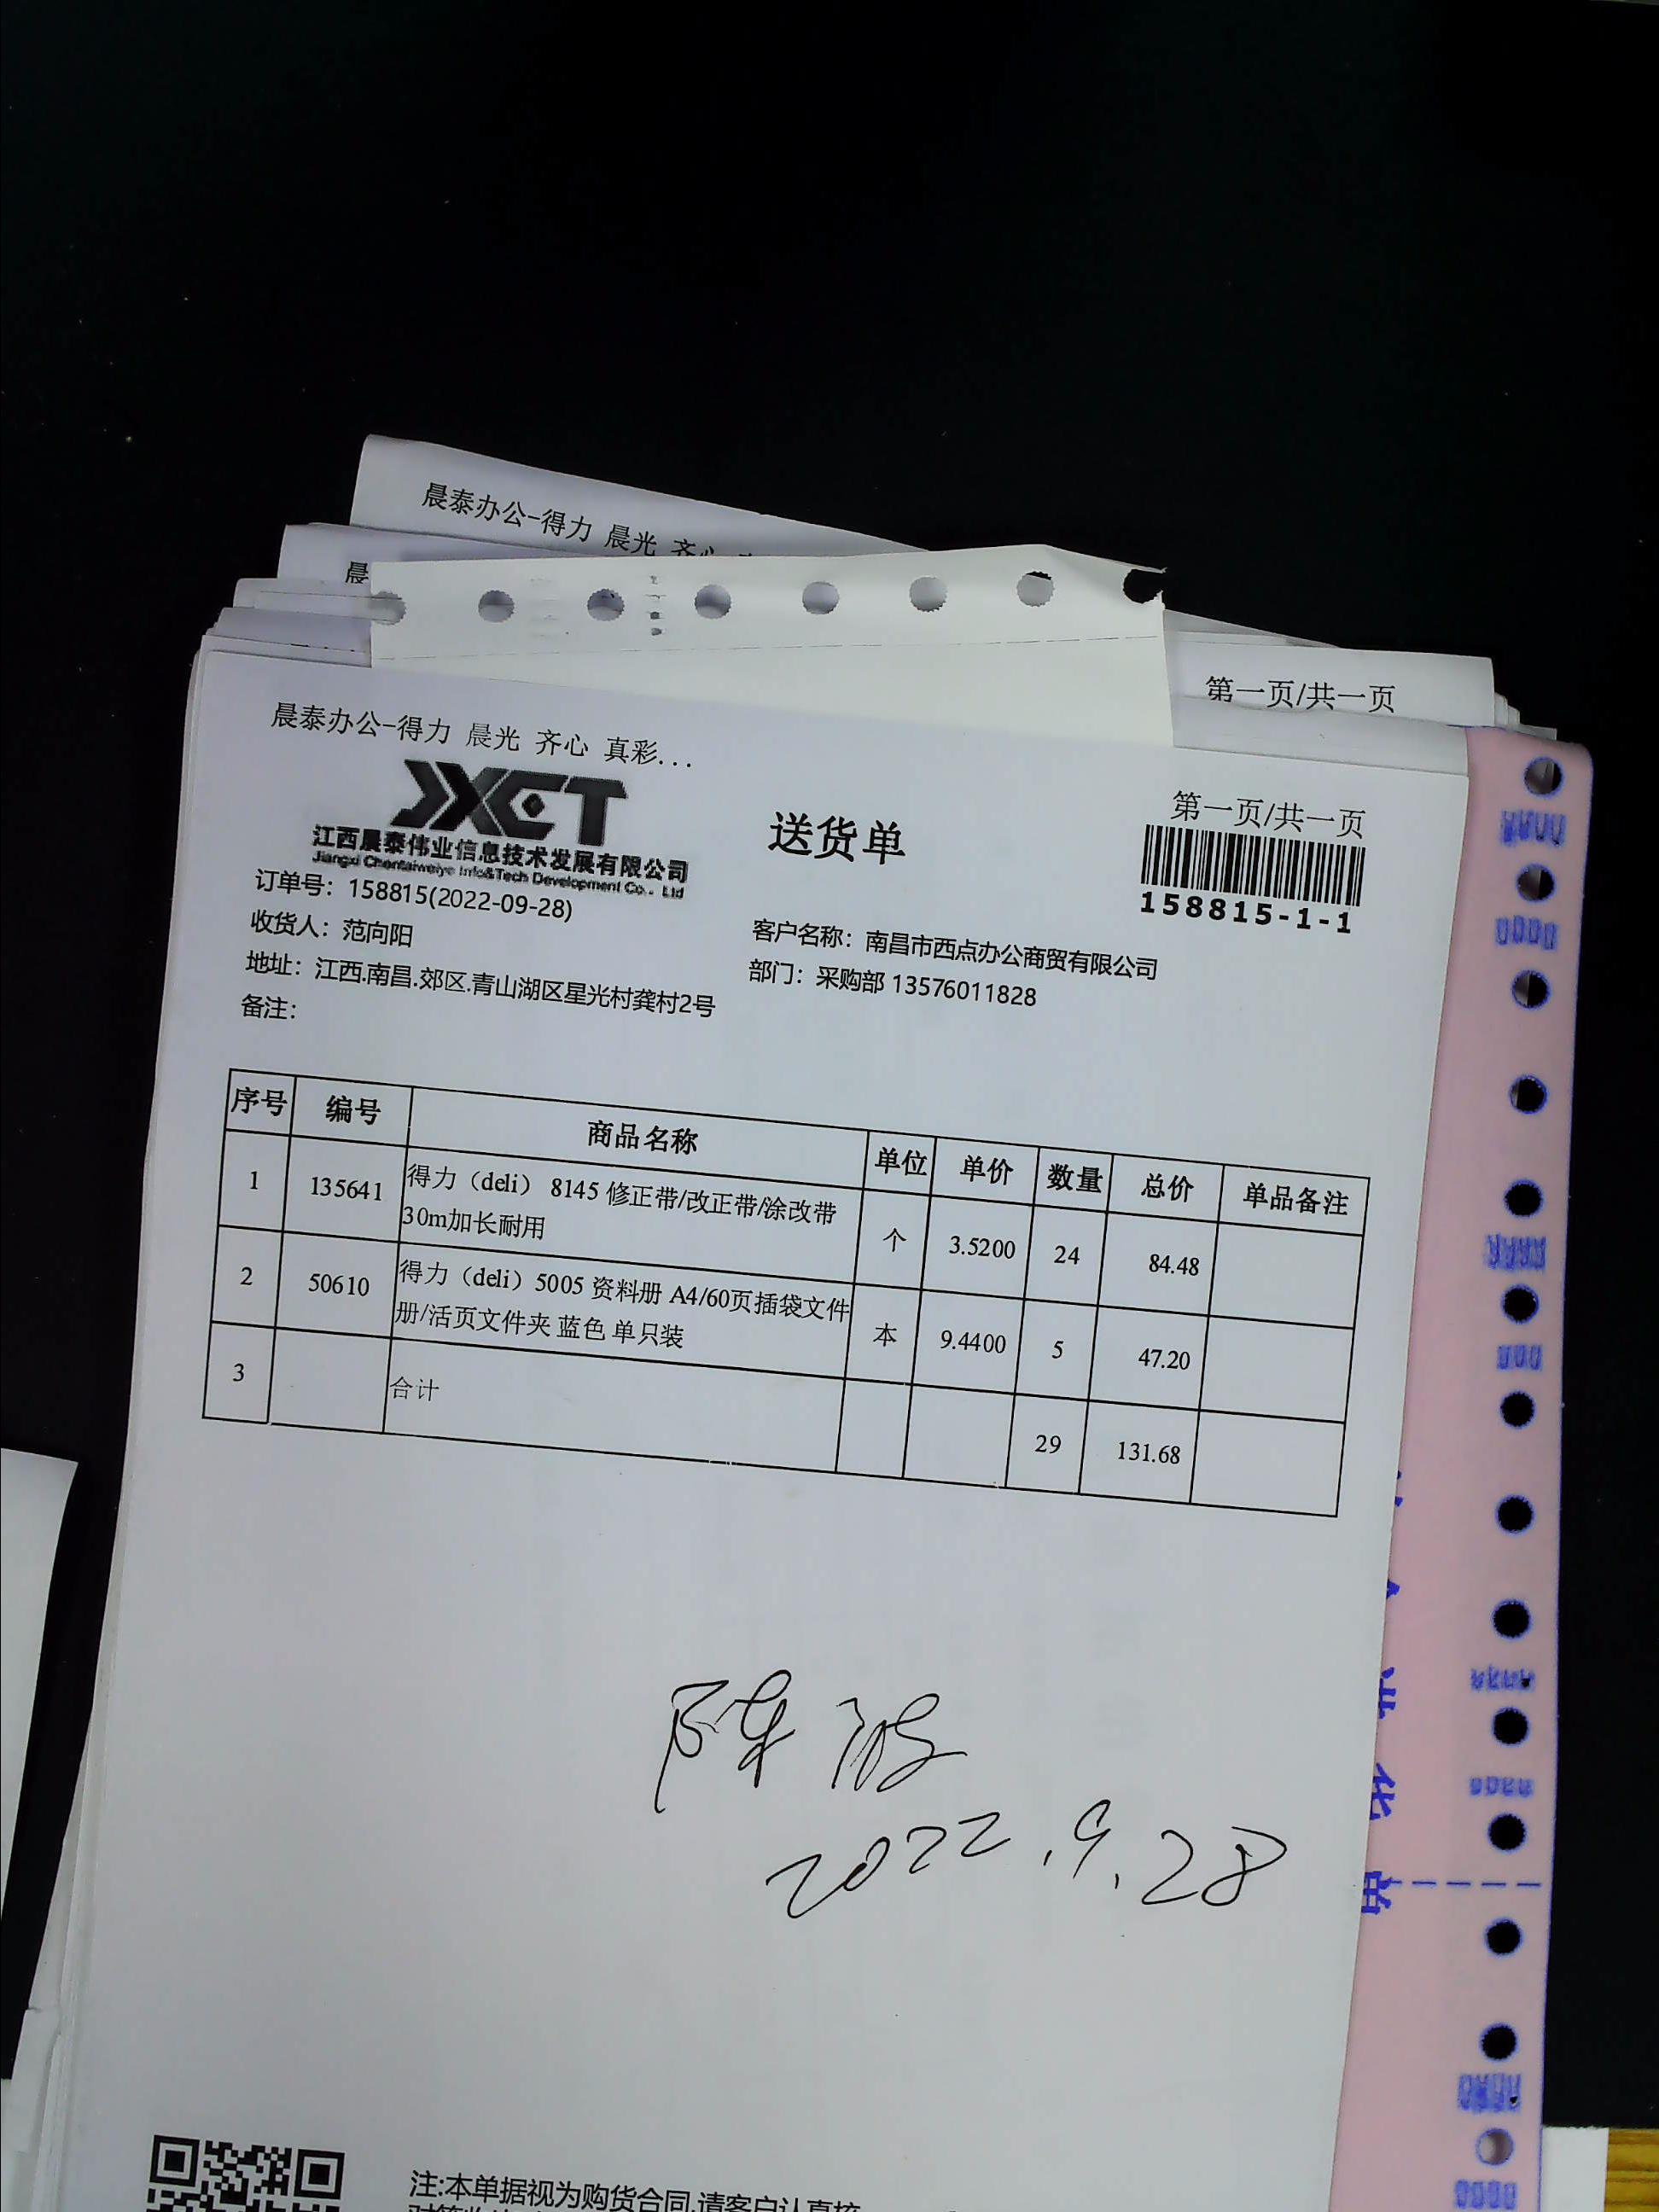 晨泰办公-得力 晨光 齐心
晨
第一页/共一页
晨泰办公-得力 晨光 齐心 真彩...
JXCT
江西晨泰伟业信息技术发展有限公司
Jiangxi Chentaiweiye Info&Tech Development Co., Ltd
送货单
第一页/共一页
158815-1-1
订单号：158815(2022-09-28)
收货人：范向阳
客户名称：南昌市西点办公商贸有限公司
地址：江西.南昌.郊区.青山湖区星光村龚村2号
部门：采购部 13576011828
备注：
序号 编号 商品名称 单位 单价 数量 总价 单品备注
1 135641 得力（deli） 8145 修正带/改正带/涂改带 30m加长耐用 个 3.5200 24 84.48
2 50610 得力（deli）5005 资料册 A4/60页插袋文件册/活页文件夹 蓝色 单只装 本 9.4400 5 47.20
3 合计 29 131.68
陈波
2022.9.28
注:本单据视为购货合同,请客户认真核